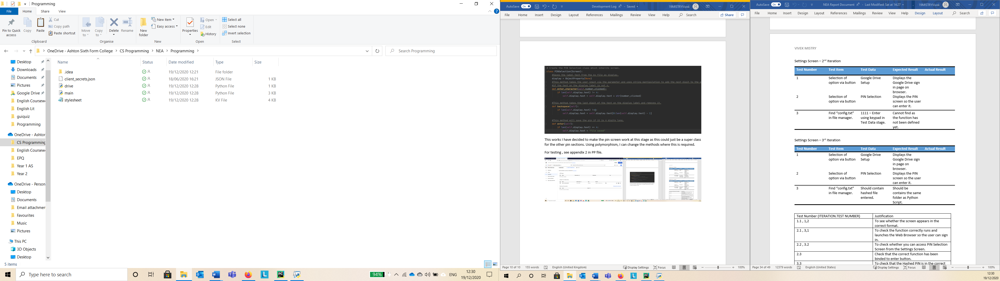 Programming
File
Home
Share
View
Pin to Quick access
Copy
Paste
Cut
Copy path
Paste shortcut
Clipboard
Move to
Copy to
Delete
Rename
Organise
New folder
New item
Easy access
New
Properties
Open
Edit
History
Open
Select all
Select none
Invert selection
Select
OneDrive - Ashton Sixth Form College > CS Programming > NEA > Programming >
Search Programming
Name Status Date modified Type Size
.idea 19/12/2020 12:21 File folder
client_secrets.json 18/06/2020 16:21 JSON File 1 KB
drive 19/12/2020 12:28 Python File 1 KB
main 19/12/2020 12:28 Python File 3 KB
stylesheet 19/12/2020 12:28 KV File 4 KB
Desktop
Downloads
Documents
Pictures
Google Drive
English Coursew
English Lit
guiquiz
Programming
OneDrive - Ashtor
CS Programming
English Coursew
EPQ
Year 1 AS
Year 2
OneDrive - Person
Desktop
Documents
Email attachmer
Favourites
Music
Pictures
This PC
3D Objects
Desktop
5 items
Type here to search
94%
ENG
12:30
19/12/2020
AutoSave On
Development Log - Saved
19MISTRYVivek
File Home Insert Design Layout References Mailings Review View Help Search Share
# Create the PIN Selection class which inherits screen.
class PINSelection(Screen):
#Saves the label text from the kv file as display.
display = ObjectProperty(None)
#This method takes the user input via the parameter and uses string manipulation to add the next digit to the
#if the text on the display label is not 4.
def enter_character(self,number_clicked):
if len(self.display.text) != 4:
self.display.text = self.display.text + str(number_clicked)
#This method takes the last digit of the text on the display label and removes it.
def backspace(self):
if len(self.display.text) !=0:
self.display.text = self.display.text[0:len(self.display.text) - 1]
#This method will save the pin if it is 4 digits long.
def enter(self):
if len(self.display.text) == 4:
self.display.text = "File saved"
This works I have decided to make the pin screen work at this stage as this could just be a super class
for the other pin sections. Using polymorphism, I can change the methods where this is required.
For testing , see appendix 2 in PP file.
Page 10 of 10 155 words English (United Kingdom) Display Settings Focus 100%
AutoSave On
NEA Report Document - Last Modified: Sat at 14:27
19MISTRYVivek
File Home Insert Design Layout References Mailings Review View Help Design Layout Search
VIVEK MISTRY
Settings Screen – 2nd Iteration
Test Number Test Item Test Data Expected Result Actual Result
1 Selection of Google Drive Displays the
option via button Setup Google Drive sign
in page on
browser.
2 Selection of PIN Selection Displays the PIN
option via button screen so the user
can enter it.
3 Find “config.txt” 1111 – Enter Cannot find as
in file manager. using keypad in the function has
Test Data stage. not been defined
yet.
Settings Screen – 3rd Iteration
Test Number Test Item Test Data Expected Result Actual Result
1 Selection of Google Drive Displays the
option via button Setup Google Drive sign
in page on
browser.
2 Selection of PIN Selection Displays the PIN
option via button screen so the user
can enter it.
3 Find “config.txt” Should contain Should be
in file manager. hashed file contains the same
entered. folder as Python
Script.
Test Number (ITERATION.TEST NUMBER) Justification
1.1 , 1,2 To see whether the screen appears in the
correct format.
2.1 , 3,1 To check the function correctly runs and
launches the Web Browser so the user can sign
in.
2.2 , 3.2 To check whether you can access PIN Selection
Screen from the Settings Screen.
2.3 Check that the correct function has been
binded to enter button.
3.3 To check that the Hashed PIN is in the correct
Page 34 of 49 12379 words English (United States) Display Settings Focus 100%
12:30
19/12/2020